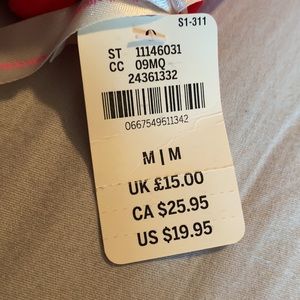 S1-311
ST 11146031
CC 09MQ
24361332
0667549611342
M | M
UK £15.00
CA $25.95
US $19.95